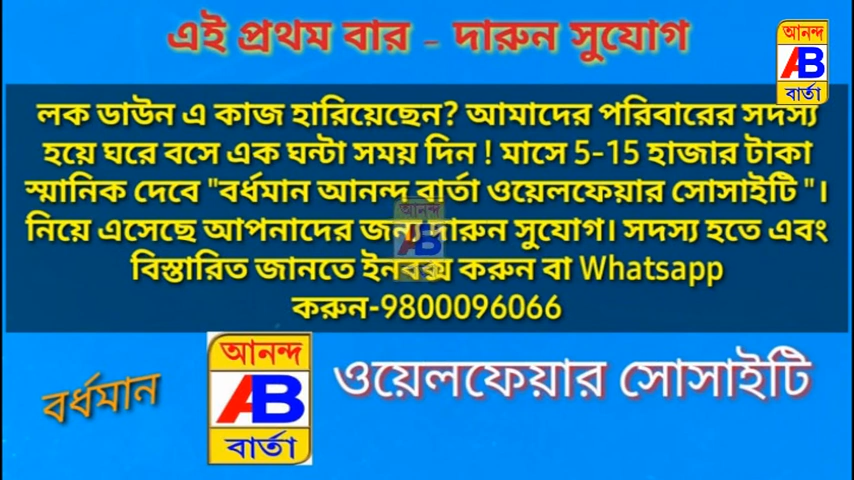 এই প্রথম বার - দারুন সুযোগ
আনন্দ
AB
বার্তা
লক ডাউন এ কাজ হারিয়েছেন? আমাদের পরিবারের সদস্য
হয়ে ঘরে বসে এক ঘন্টা সময় দিন ! মাসে 5-15 হাজার টাকা
স্মানিক দেবে "বর্ধমান আনন্দ বার্তা ওয়েলফেয়ার সোসাইটি "।
নিয়ে এসেছে আপনাদের জন্য দারুন সুযোগ। সদস্য হতে এবং
বিস্তারিত জানতে ইনবক্স করুন বা Whatsapp
করুন-9800096066
আনন্দ
AB
বর্ধমান
আনন্দ
AB
বার্তা
ওয়েলফেয়ার সোসাইটি